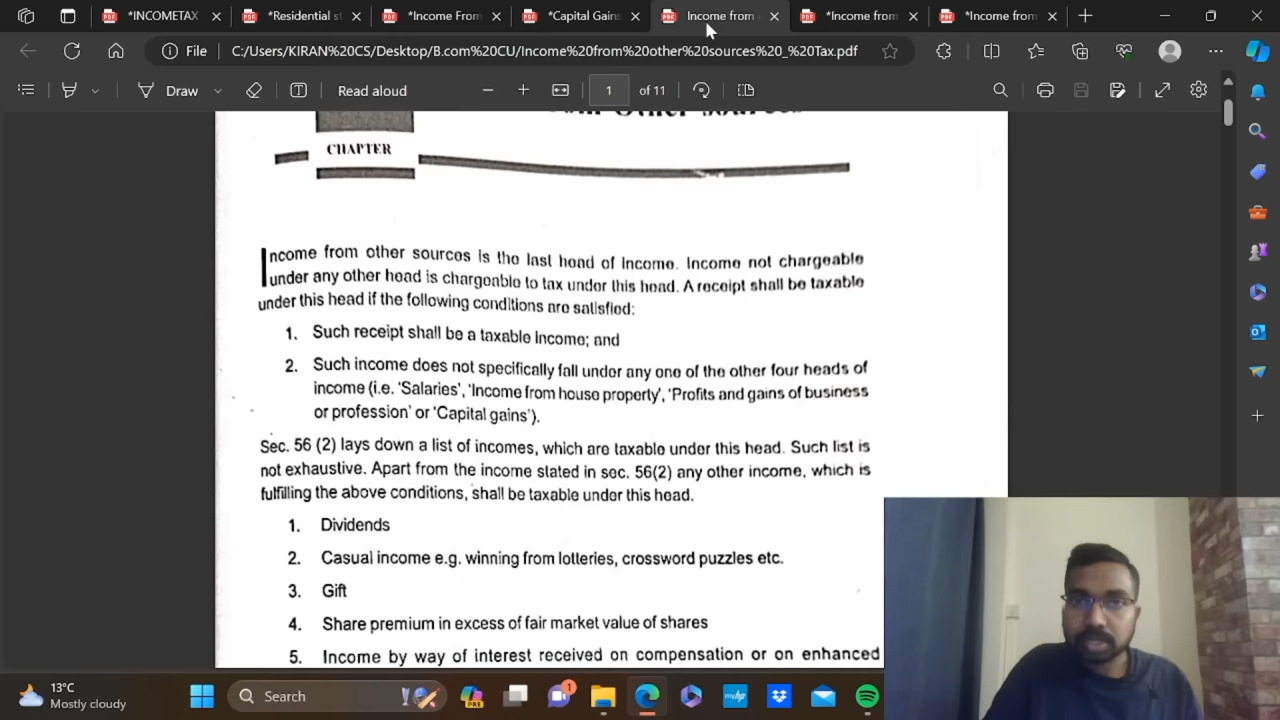 *INCOMETAX
*Residential st
*Income From
*Capital Gain
Income from
*Income from
*Income from
File
C:/Users/KIRAN%20CS/Desktop/B.com%20CU/Income%20from%20other%20sources%20_%20Tax.pdf
Draw
Read aloud
1
of 11
CHAPTER
Income from other sources is the last head of Income. Income not chargeable
under any other head is chargeable to tax under this head. A receipt shall be taxable
under this head if the following conditions are satisfied:
1. Such receipt shall be a taxable Income; and
2. Such income does not specifically fall under any one of the other four heads of
income (i.e. 'Salaries', 'Income from house property', 'Profits and gains of business
or profession' or 'Capital gains').
Sec. 56 (2) lays down a list of incomes, which are taxable under this head. Such list is
not exhaustive. Apart from the income stated in sec. 56(2) any other income, which is
fulfilling the above conditions, shall be taxable under this head.
1. Dividends
2. Casual income e.g. winning from lotteries, crossword puzzles etc.
3. Gift
4. Share premium in excess of fair market value of shares
5. Income by way of interest received on compensation or on enhanced
13°C
Mostly cloudy
Search
PRE
1
myhp